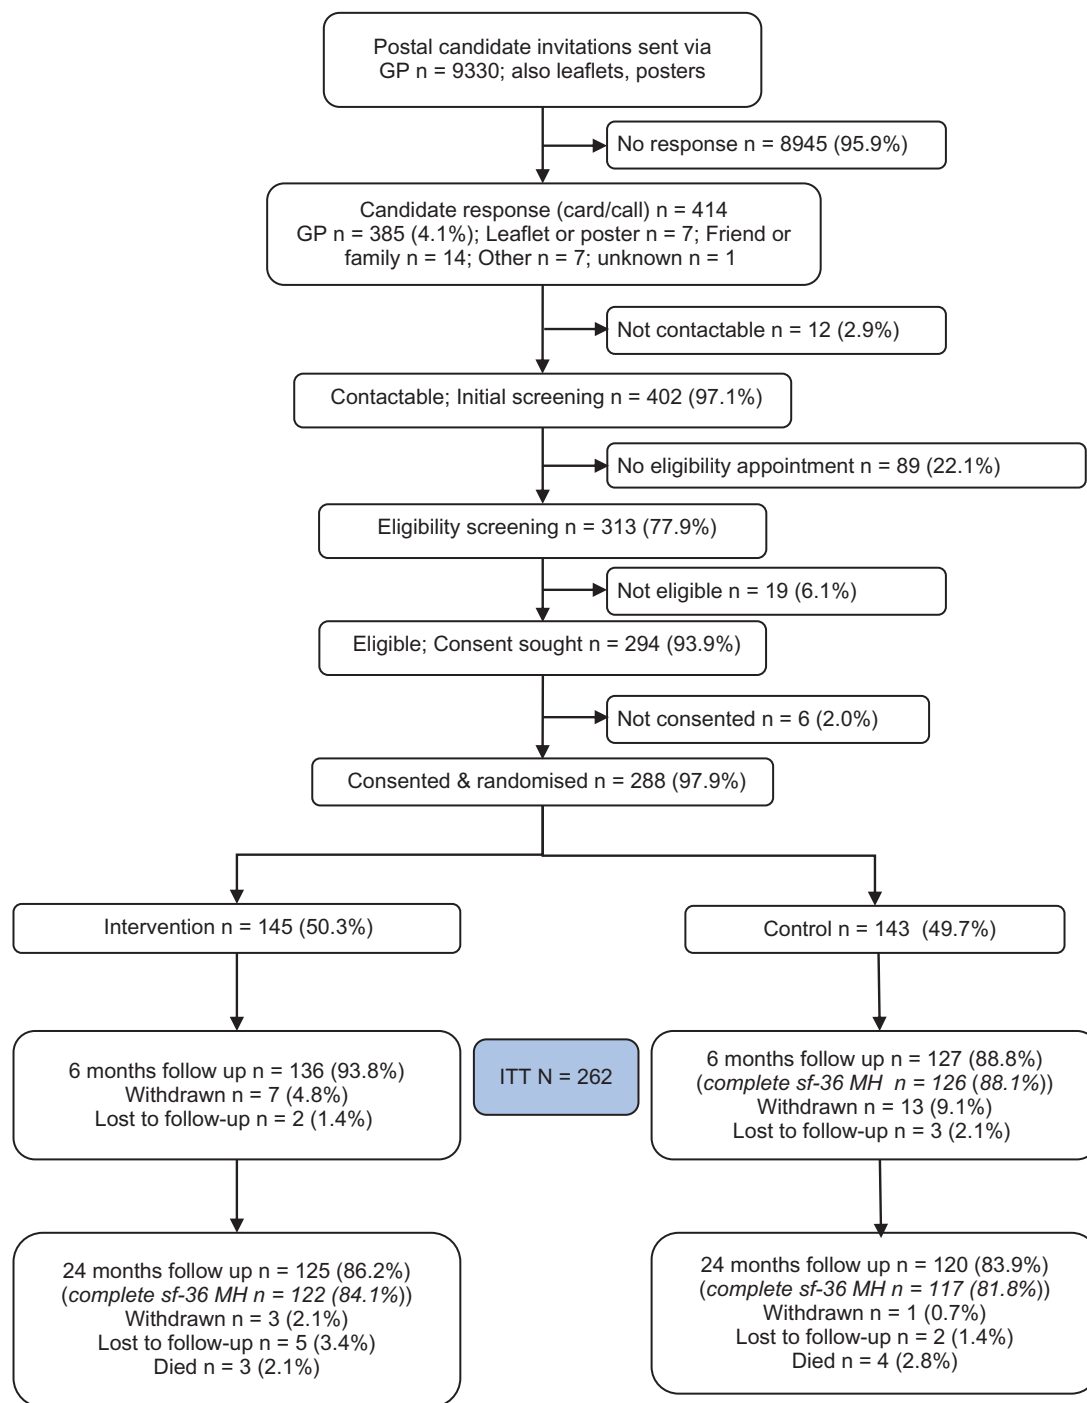 Postal candidate invitations sent via
GP n = 9330; also leaflets, posters
No response n = 8945 (95.9%)
Candidate response (card/call) n = 414
GP n = 385 (4.1%); Leaflet or poster n = 7; Friend or
family n = 14; Other n = 7; unknown n = 1
Not contactable n = 12 (2.9%)
Contactable; Initial screening n = 402 (97.1%)
No eligibility appointment n = 89 (22.1%)
Eligibility screening n = 313 (77.9%)
Not eligible n = 19 (6.1%)
Eligible; Consent sought n = 294 (93.9%)
Not consented n = 6 (2.0%)
Consented & randomised n = 288 (97.9%)
Intervention n = 145 (50.3%)
Control n = 143 (49.7%)
6 months follow up n = 136 (93.8%)
Withdrawn n = 7 (4.8%)
Lost to follow-up n = 2 (1.4%)
ITT N = 262
6 months follow up n = 127 (88.8%)
(complete sf-36 MH n = 126 (88.1%))
Withdrawn n = 13 (9.1%)
Lost to follow-up n = 3 (2.1%)
24 months follow up n = 125 (86.2%)
(complete sf-36 MH n = 122 (84.1%))
Withdrawn n = 3 (2.1%)
Lost to follow-up n = 5 (3.4%)
Died n = 3 (2.1%)
24 months follow up n = 120 (83.9%)
(complete sf-36 MH n = 117 (81.8%))
Withdrawn n = 1 (0.7%)
Lost to follow-up n = 2 (1.4%)
Died n = 4 (2.8%)